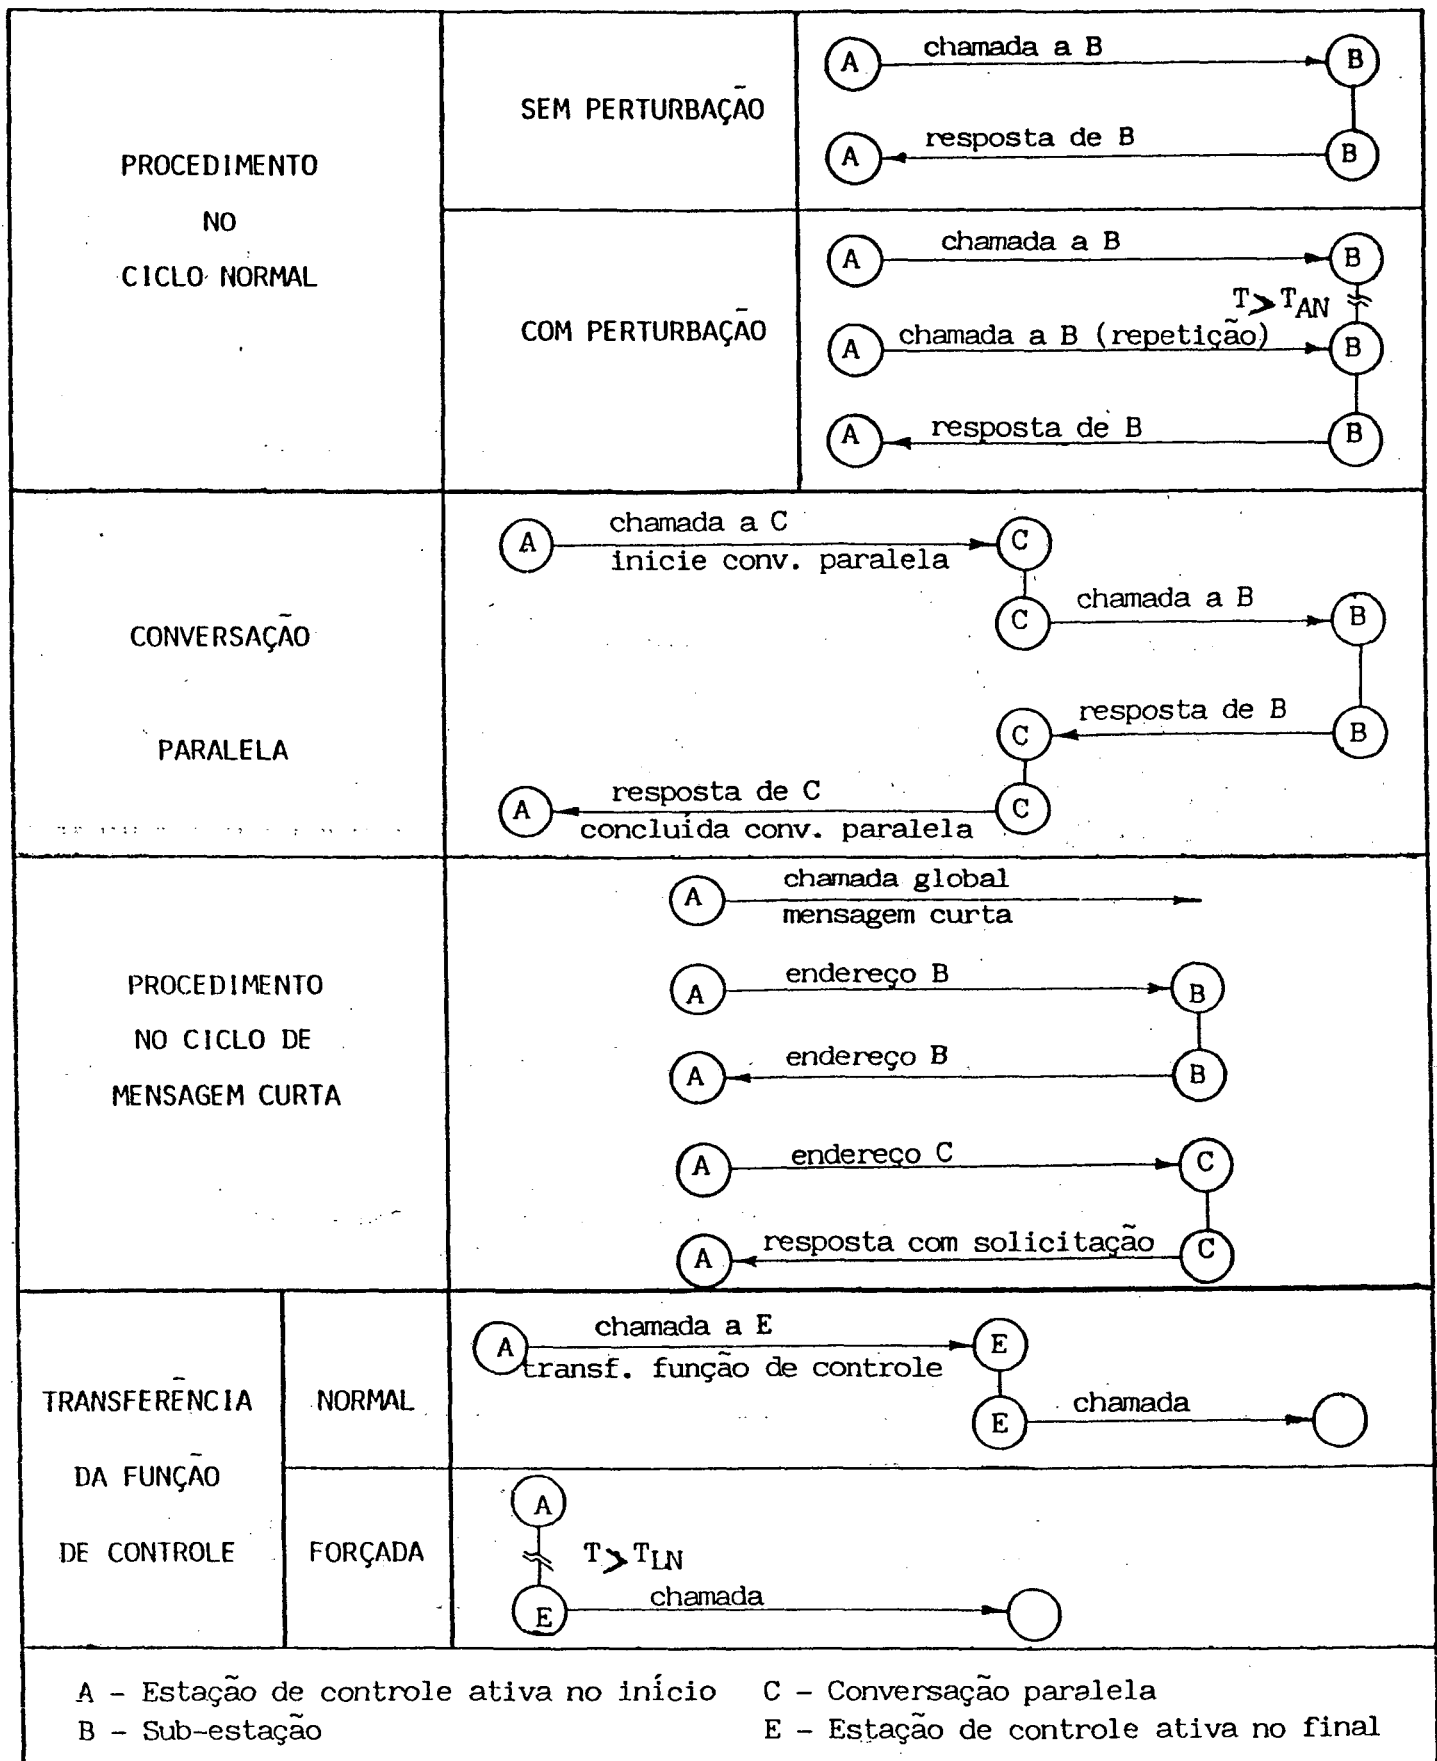 PROCEDIMENTO
NO
CICLO NORMAL
SEM PERTURBAÇÃO
A
chamada a B
B
A
resposta de B
B
COM PERTURBAÇÃO
A
chamada a B
B
T > TAN
A
chamada a B (repetição)
B
A
resposta de B
B
CONVERSAÇÃO
PARALELA
A
chamada a C
inicie conv. paralela
C
C
chamada a B
B
C
resposta de B
B
A
resposta de C
concluída conv. paralela
C
PROCEDIMENTO
NO CICLO DE
MENSAGEM CURTA
A
chamada global
mensagem curta
A
endereço B
B
A
endereço B
B
A
endereço C
C
A
resposta com solicitação
C
TRANSFERÊNCIA
DA FUNÇÃO
DE CONTROLE
NORMAL
A
chamada a E
transf. função de controle
E
E
chamada
FORÇADA
A
T > TLN
E
chamada
A - Estação de controle ativa no início
C - Conversação paralela
B - Sub-estação
E - Estação de controle ativa no final